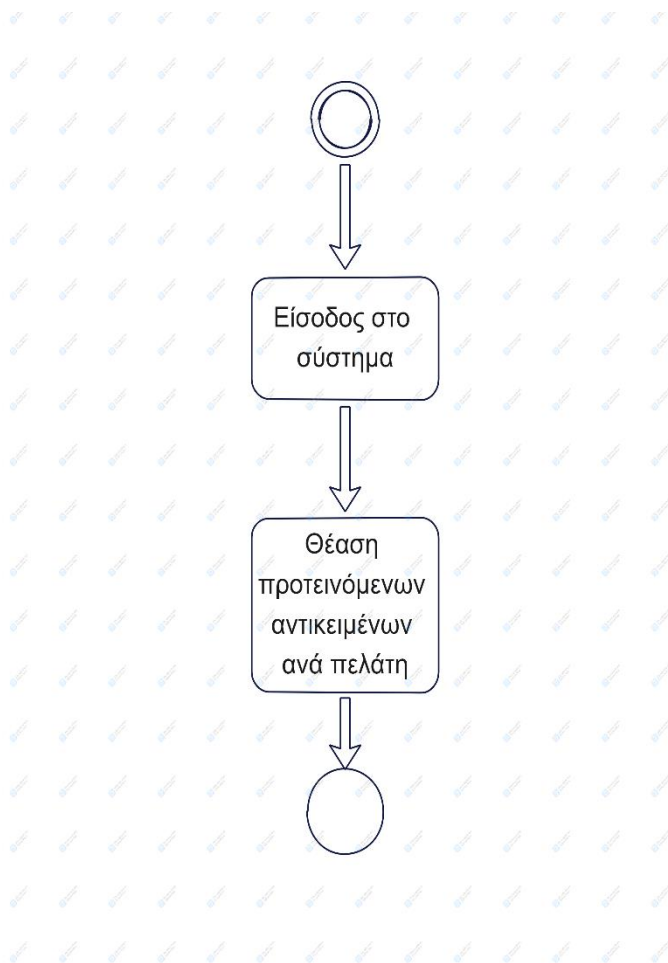 Είσοδος στο
σύστημα
Θέαση
προτεινόμενων
αντικειμένων
ανά πελάτη